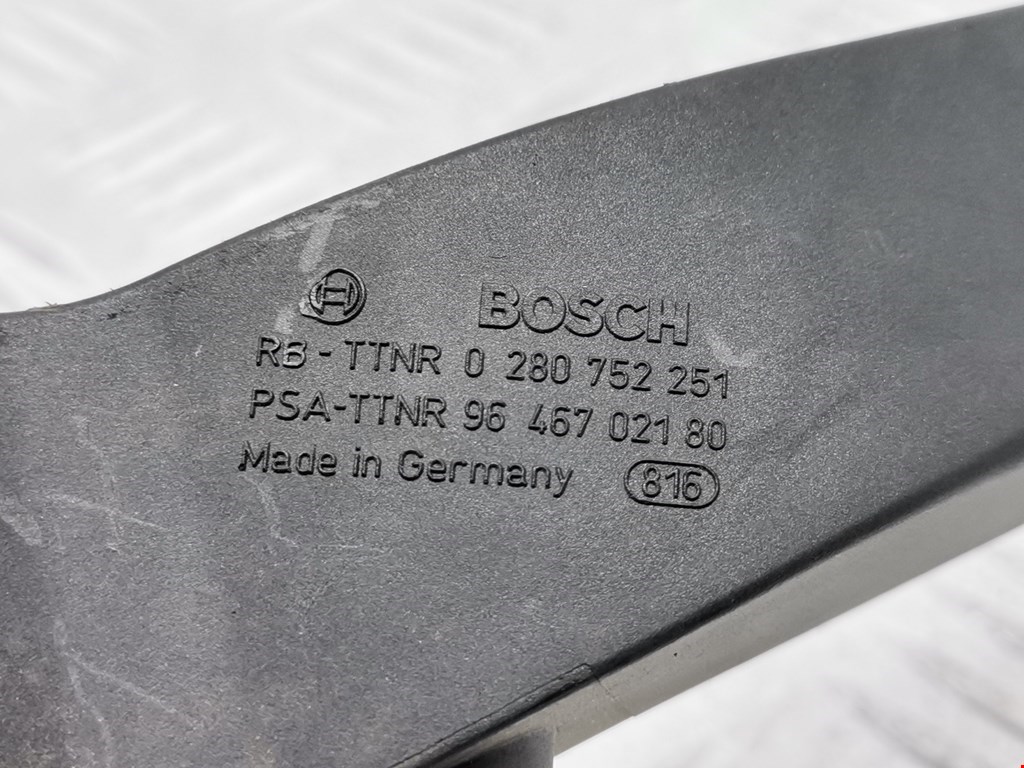 BOSCH
RB - TTNR 0 280 752 251
PSA-TTNR 96 467 021 80
Made in Germany 816